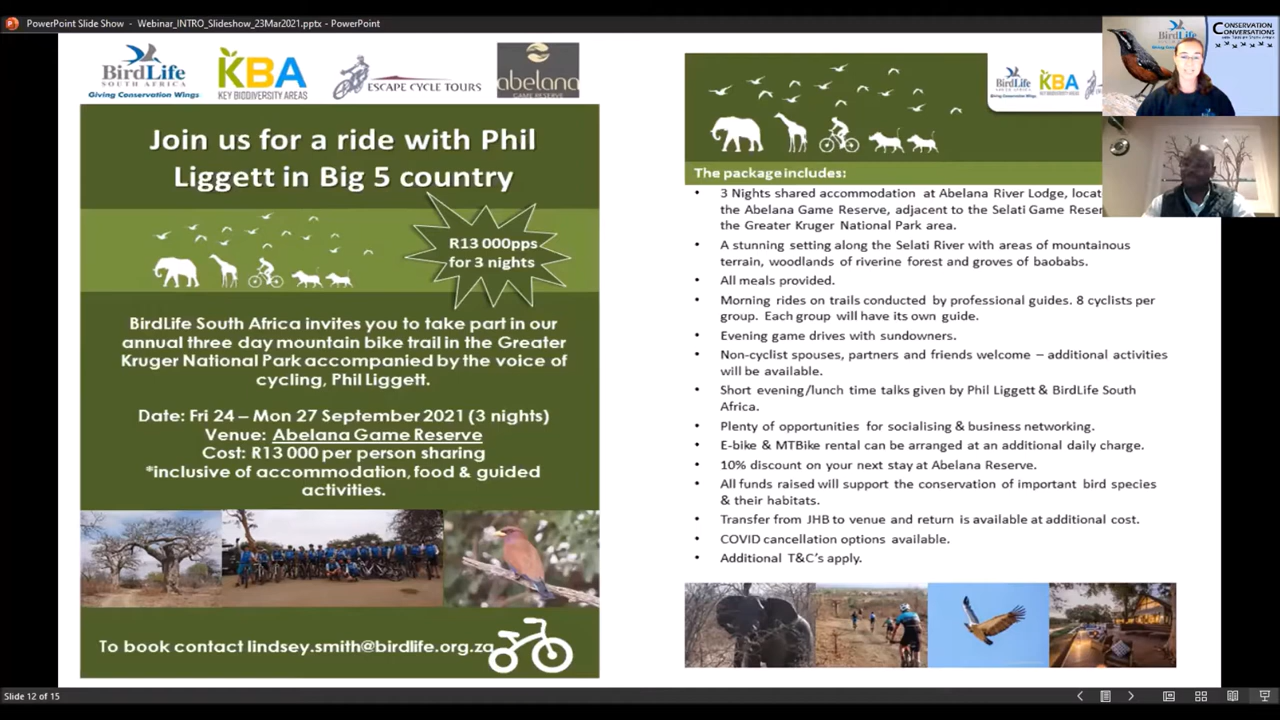 PowerPoint Slide Show - Webinar_INTRO_Slideshow_23Mar2021.pptx - PowerPoint
BirdLife
SOUTH AFRICA
Giving Conservation Wings
KBA
KEY BIODIVERSITY AREAS
ESCAPE CYCLE TOURS
abelana
GAME RESERVE
Join us for a ride with Phil
Liggett in Big 5 country
R13 000pps
for 3 nights
BirdLife South Africa invites you to take part in our
annual three day mountain bike trail in the Greater
Kruger National Park accompanied by the voice of
cycling, Phil Liggett.
Date: Fri 24 – Mon 27 September 2021 (3 nights)
Venue: Abelana Game Reserve
Cost: R13 000 per person sharing
*inclusive of accommodation, food & guided
activities.
To book contact lindsey.smith@birdlife.org.za
BirdLife
SOUTH AFRICA
Giving Conservation Wings
KBA
KEY BIODIVERSITY AREAS
The package includes:
• 3 Nights shared accommodation at Abelana River Lodge,
the Abelana Game Reserve, adjacent to the Selati Game
the Greater Kruger National Park area.
• A stunning setting along the Selati River with areas of mountainous
terrain, woodlands of riverine forest and groves of baobabs.
• All meals provided.
• Morning rides on trails conducted by professional guides. 8 cyclists per
group. Each group will have its own guide.
• Evening game drives with sundowners.
• Non-cyclist spouses, partners and friends welcome – additional activities
will be available.
• Short evening/lunch time talks given by Phil Liggett & BirdLife South
Africa.
• Plenty of opportunities for socialising & business networking.
• E-bike & MTBike rental can be arranged at an additional daily charge.
• 10% discount on your next stay at Abelana Reserve.
• All funds raised will support the conservation of important bird species
& their habitats.
• Transfer from JHB to venue and return is available at additional cost.
• COVID cancellation options available.
• Additional T&C's apply.
CONSERVATION
CONVERSATIONS
Slide 12 of 15